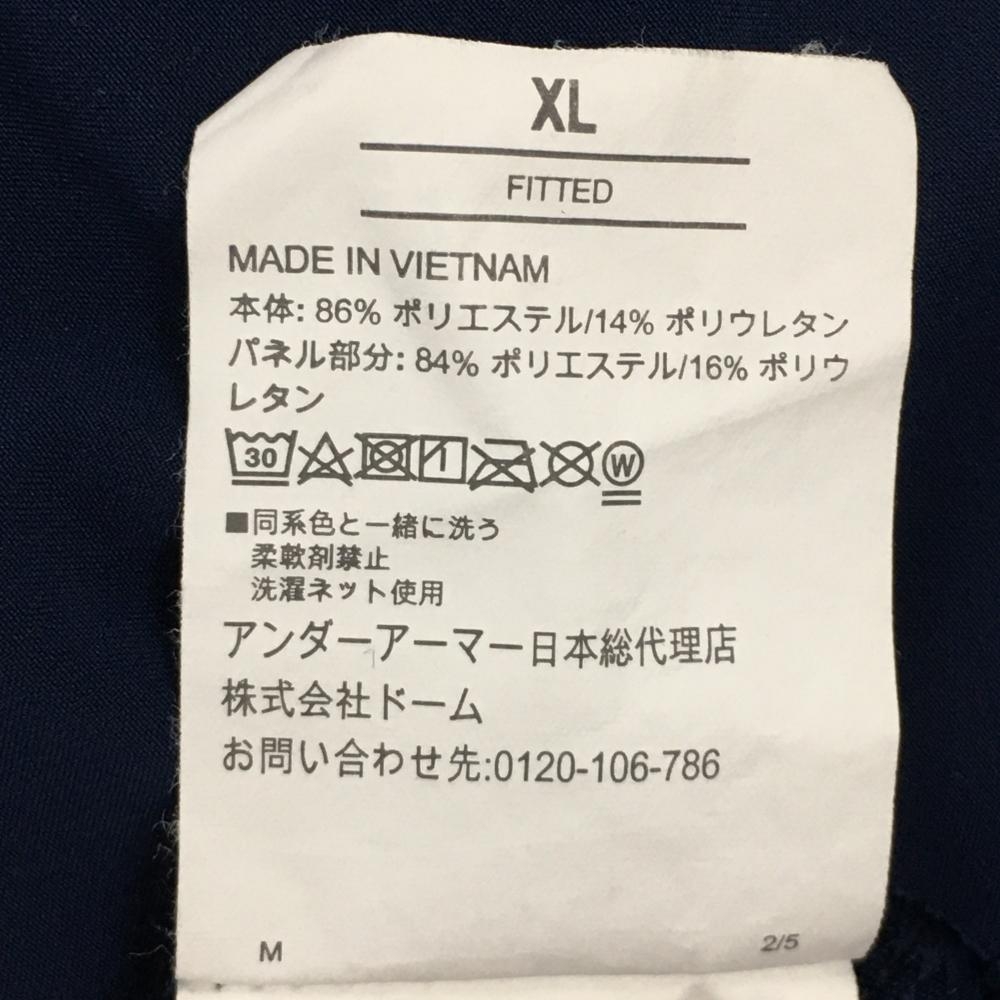 XL
FITTED
MADE IN VIETNAM
本体: 86% ポリエステル/14% ポリウレタン
パネル部分: 84% ポリエステル/16% ポリウ
レタン
30 W
■同系色と一緒に洗う
柔軟剤禁止
洗濯ネット使用
アンダーアーマー日本総代理店
株式会社ドーム
お問い合わせ先:0120-106-786
M 2/5